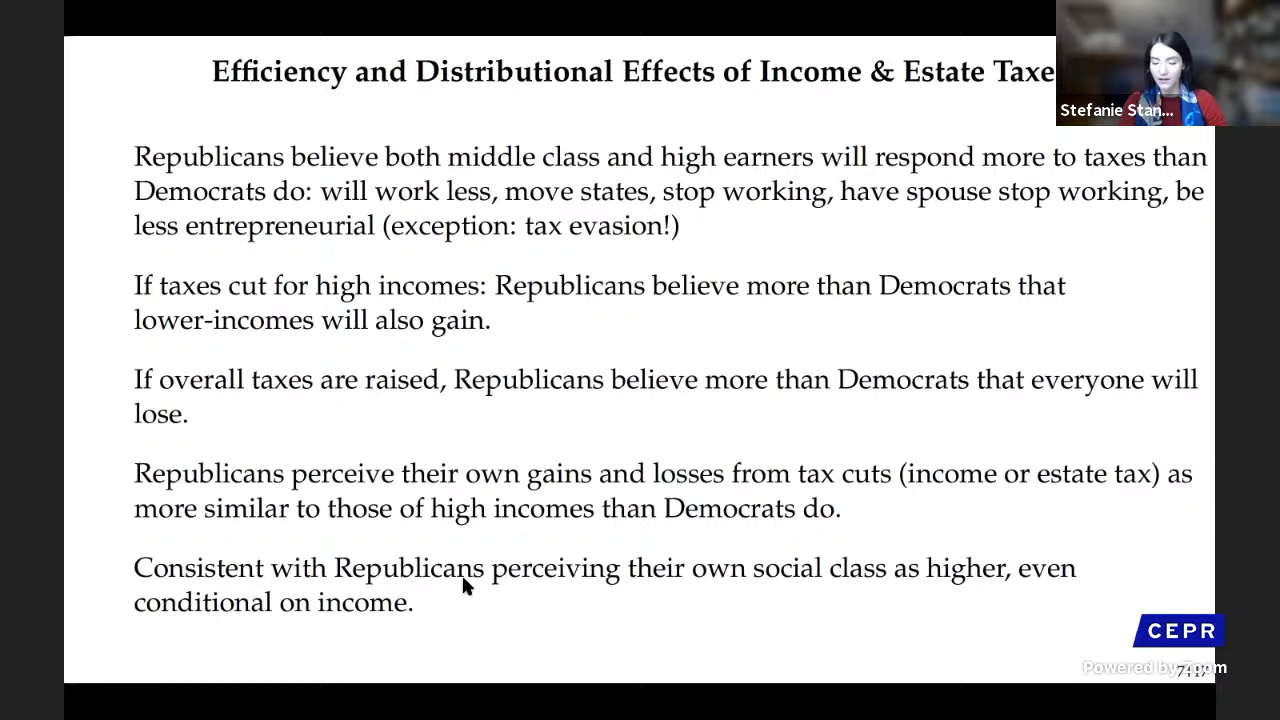 Efficiency and Distributional Effects of Income & Estate Taxe
Stefanie Stan...
Republicans believe both middle class and high earners will respond more to taxes than
Democrats do: will work less, move states, stop working, have spouse stop working, be
less entrepreneurial (exception: tax evasion!)
If taxes cut for high incomes: Republicans believe more than Democrats that
lower-incomes will also gain.
If overall taxes are raised, Republicans believe more than Democrats that everyone will
lose.
Republicans perceive their own gains and losses from tax cuts (income or estate tax) as
more similar to those of high incomes than Democrats do.
Consistent with Republicans perceiving their own social class as higher, even
conditional on income.
CEPR
Powered by Zoom